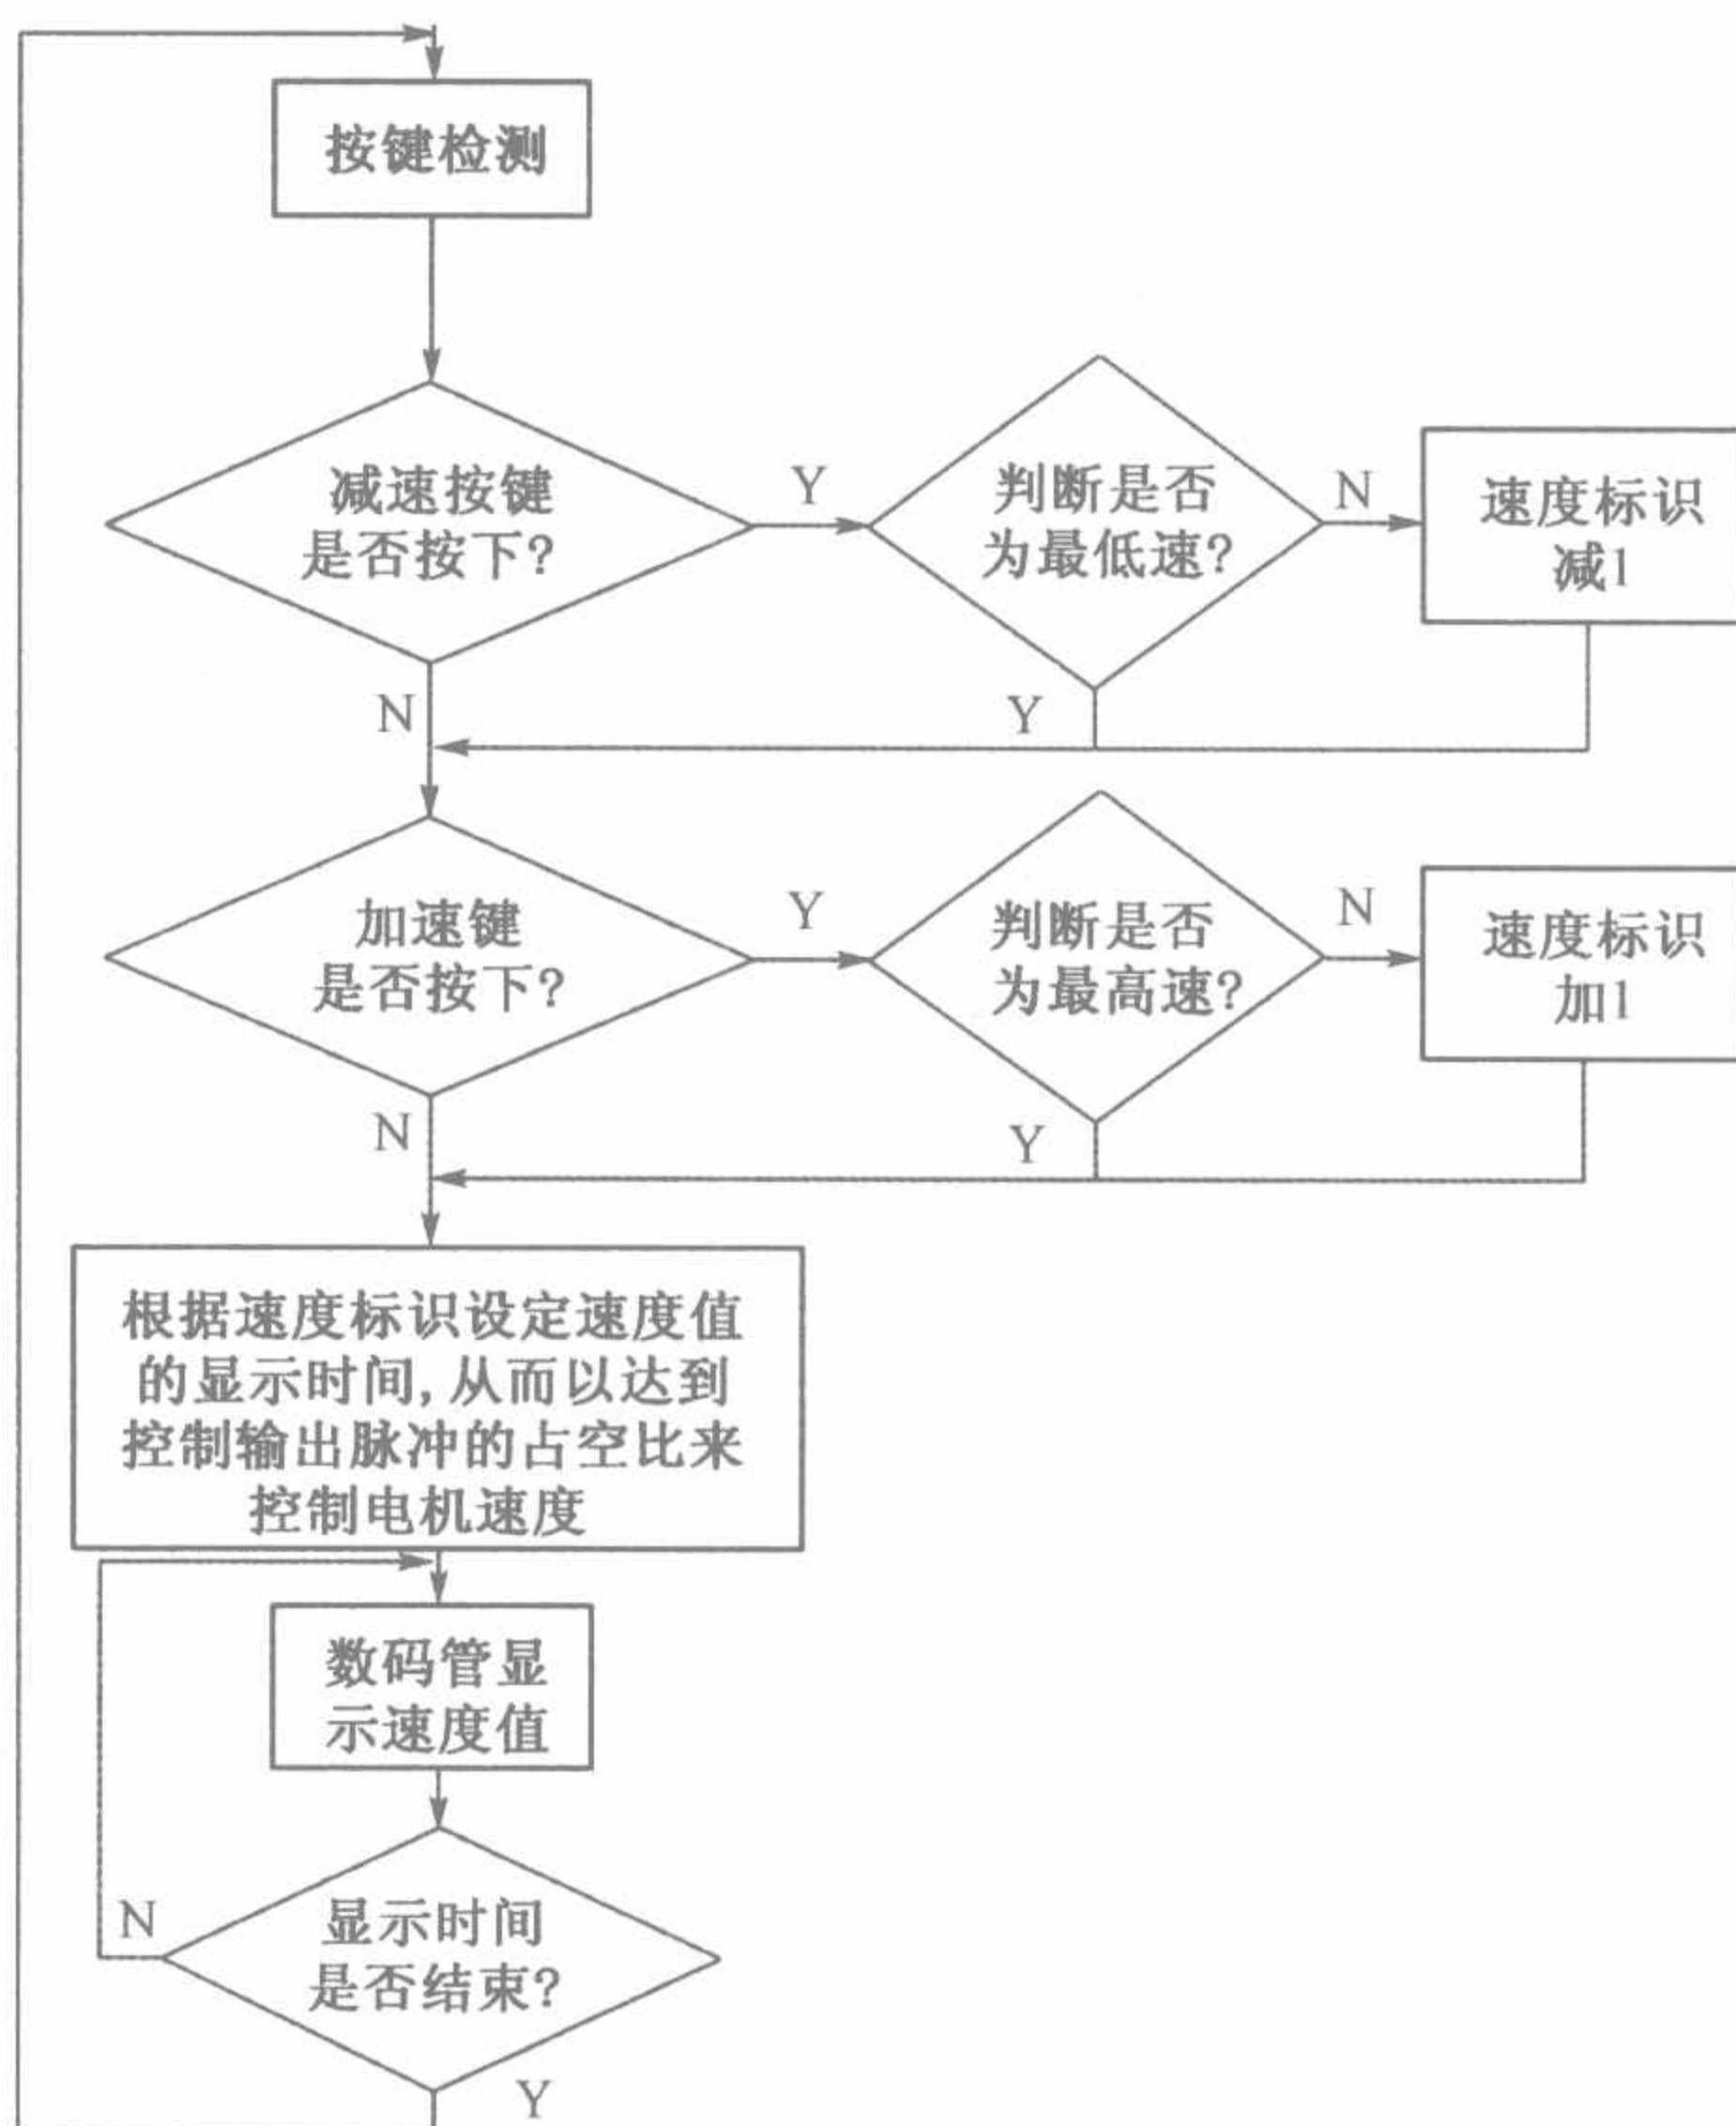 按键检测
减速按键
是否按下?
Y
判断是否
为最低速?
N
速度标识
减1
N
Y
加速键
是否按下?
Y
判断是否
为最高速?
N
速度标识
加1
N
Y
根据速度标识设定速度值
的显示时间,从而以达到
控制输出脉冲的占空比来
控制电机速度
数码管显
示速度值
N
显示时间
是否结束?
Y